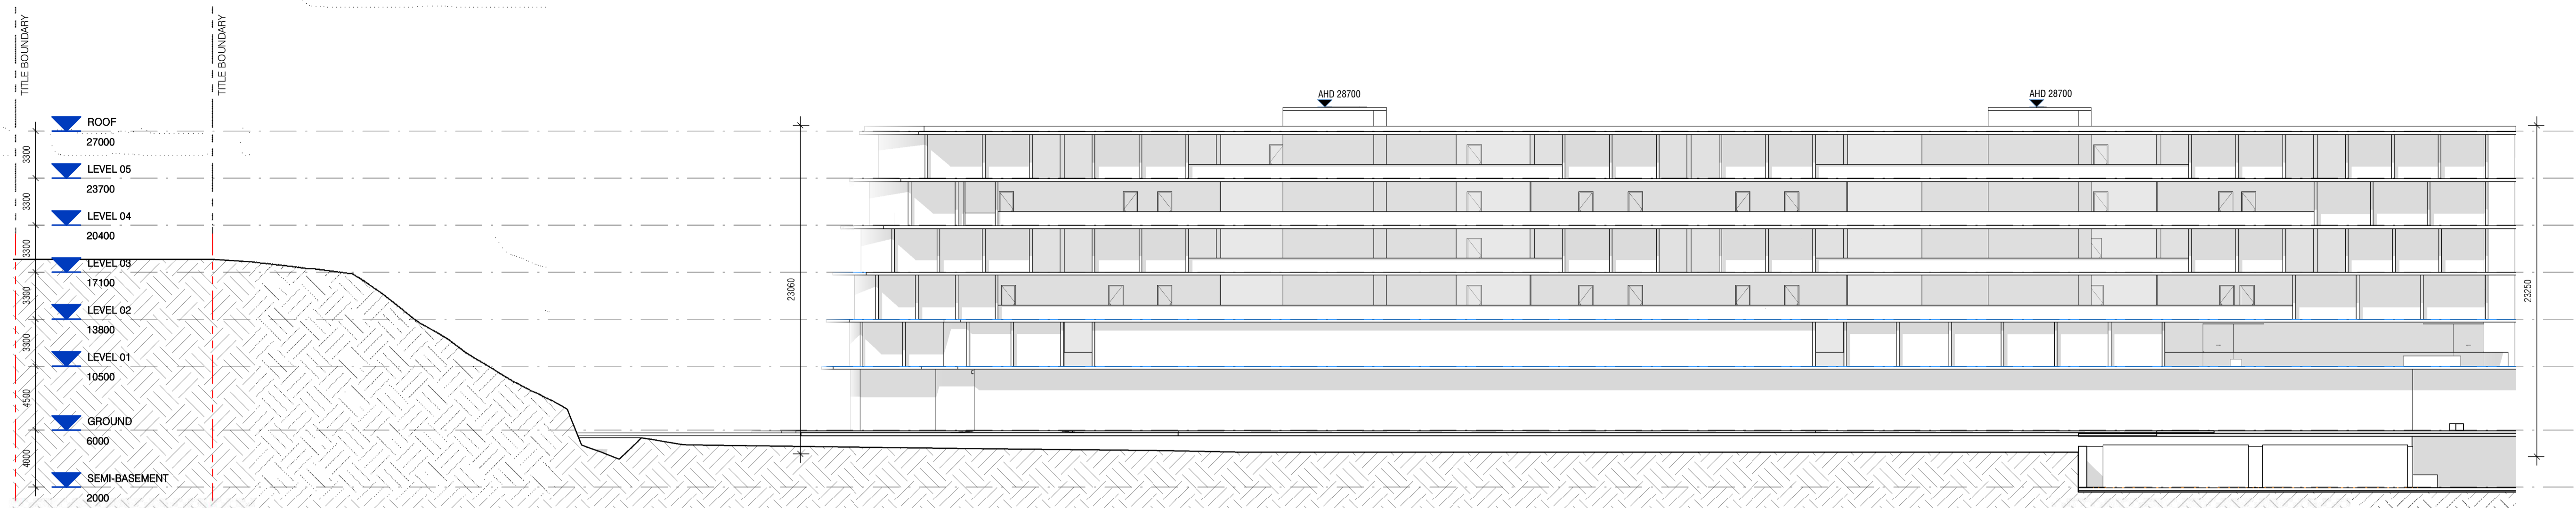 TITLE BOUNDARY
TITLE BOUNDARY
AHD 28700
AHD 28700
ROOF
27000
3300
LEVEL 05
23700
3300
LEVEL 04
20400
3300
LEVEL 03
17100
3300
LEVEL 02
13800
3300
LEVEL 01
10500
4500
GROUND
6000
4000
SEMI-BASEMENT
2000
23060
23250